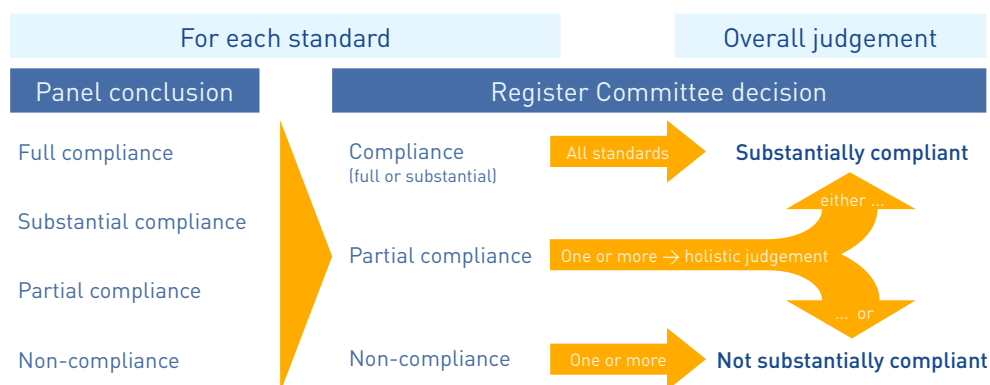 For each standard
Overall judgement
Panel conclusion
Register Committee decision
Full compliance
Compliance
(full or substantial)
All standards
Substantially compliant
Substantial compliance
either ...
Partial compliance
One or more → holistic judgement
Partial compliance
... or
Non-compliance
Non-compliance
One or more
Not substantially compliant